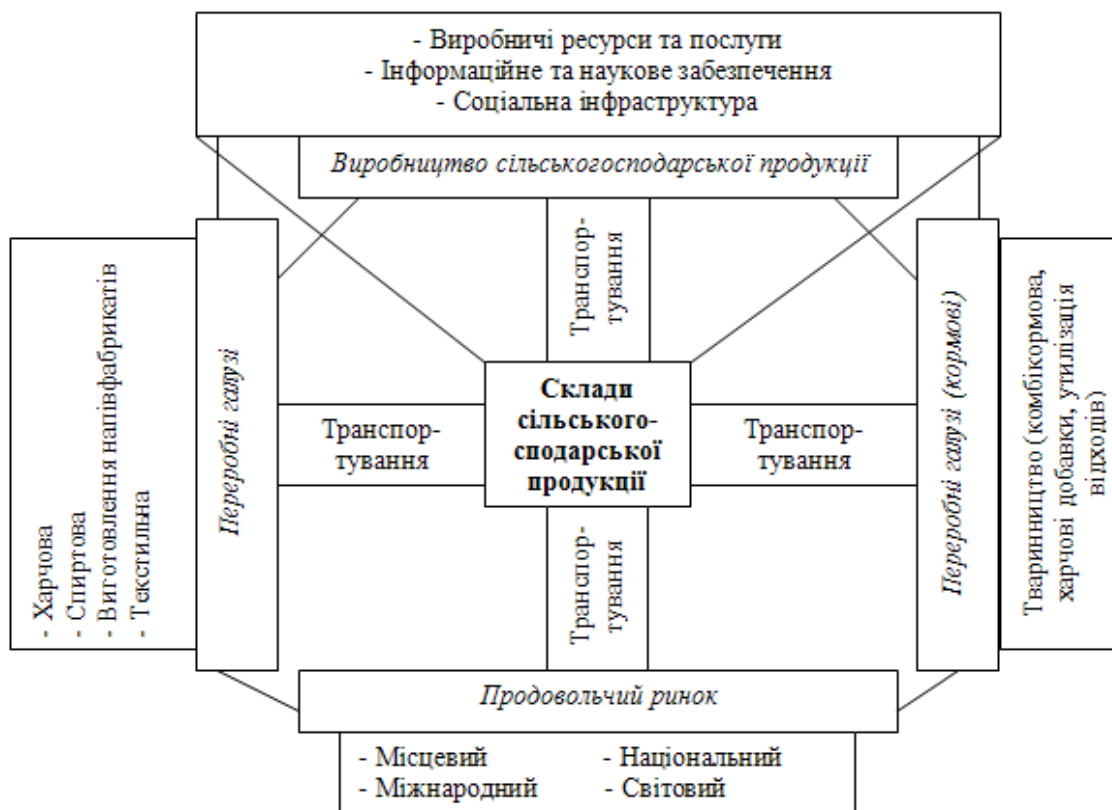 - Виробничі ресурси та послуги
- Інформаційне та наукове забезпечення
- Соціальна інфраструктура
Виробництво сільськогосподарської продукції
Транспор-
тування
- Харчова
- Спиртова
- Виготовлення напівфабрикатів
- Текстильна
Переробні галузі
Транспор-
тування
Склади
сільського-
сподарської
продукції
Транспор-
тування
Переробні галузі (кормові)
Тваринництво (комбікормова,
харчові добавки, утилізація
відходів)
Транспор-
тування
Продовольчий ринок
- Місцевий - Національний
- Міжнародний - Світовий